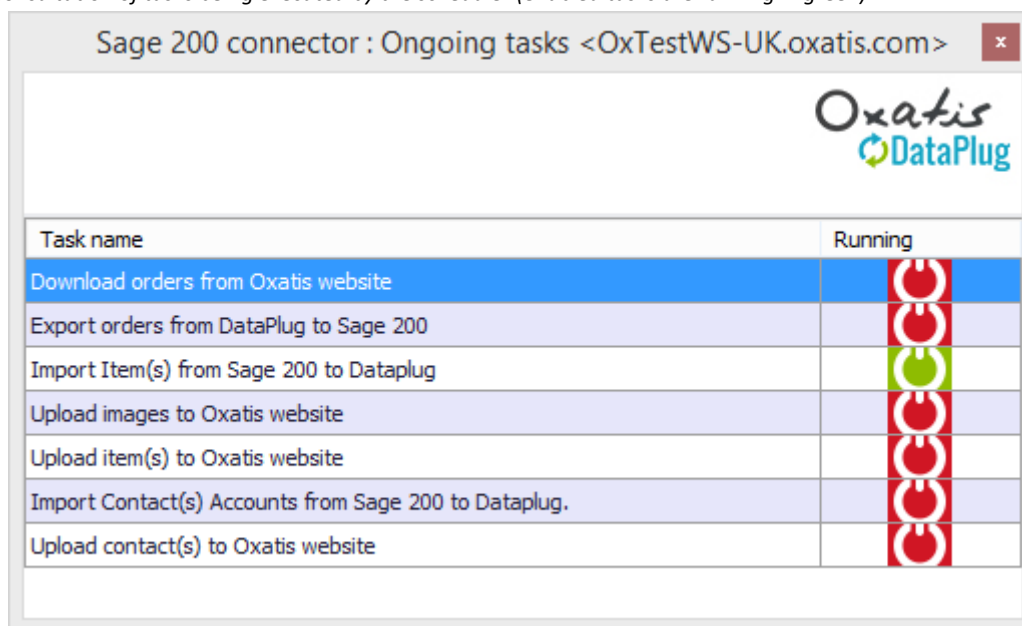 Sage 200 connector : Ongoing tasks <OxTestWS-UK.oxatis.com> x
Oxatis
DataPlug
Task name Running
Download orders from Oxatis website
Export orders from DataPlug to Sage 200
Import Item(s) from Sage 200 to Dataplug
Upload images to Oxatis website
Upload item(s) to Oxatis website
Import Contact(s) Accounts from Sage 200 to Dataplug.
Upload contact(s) to Oxatis website